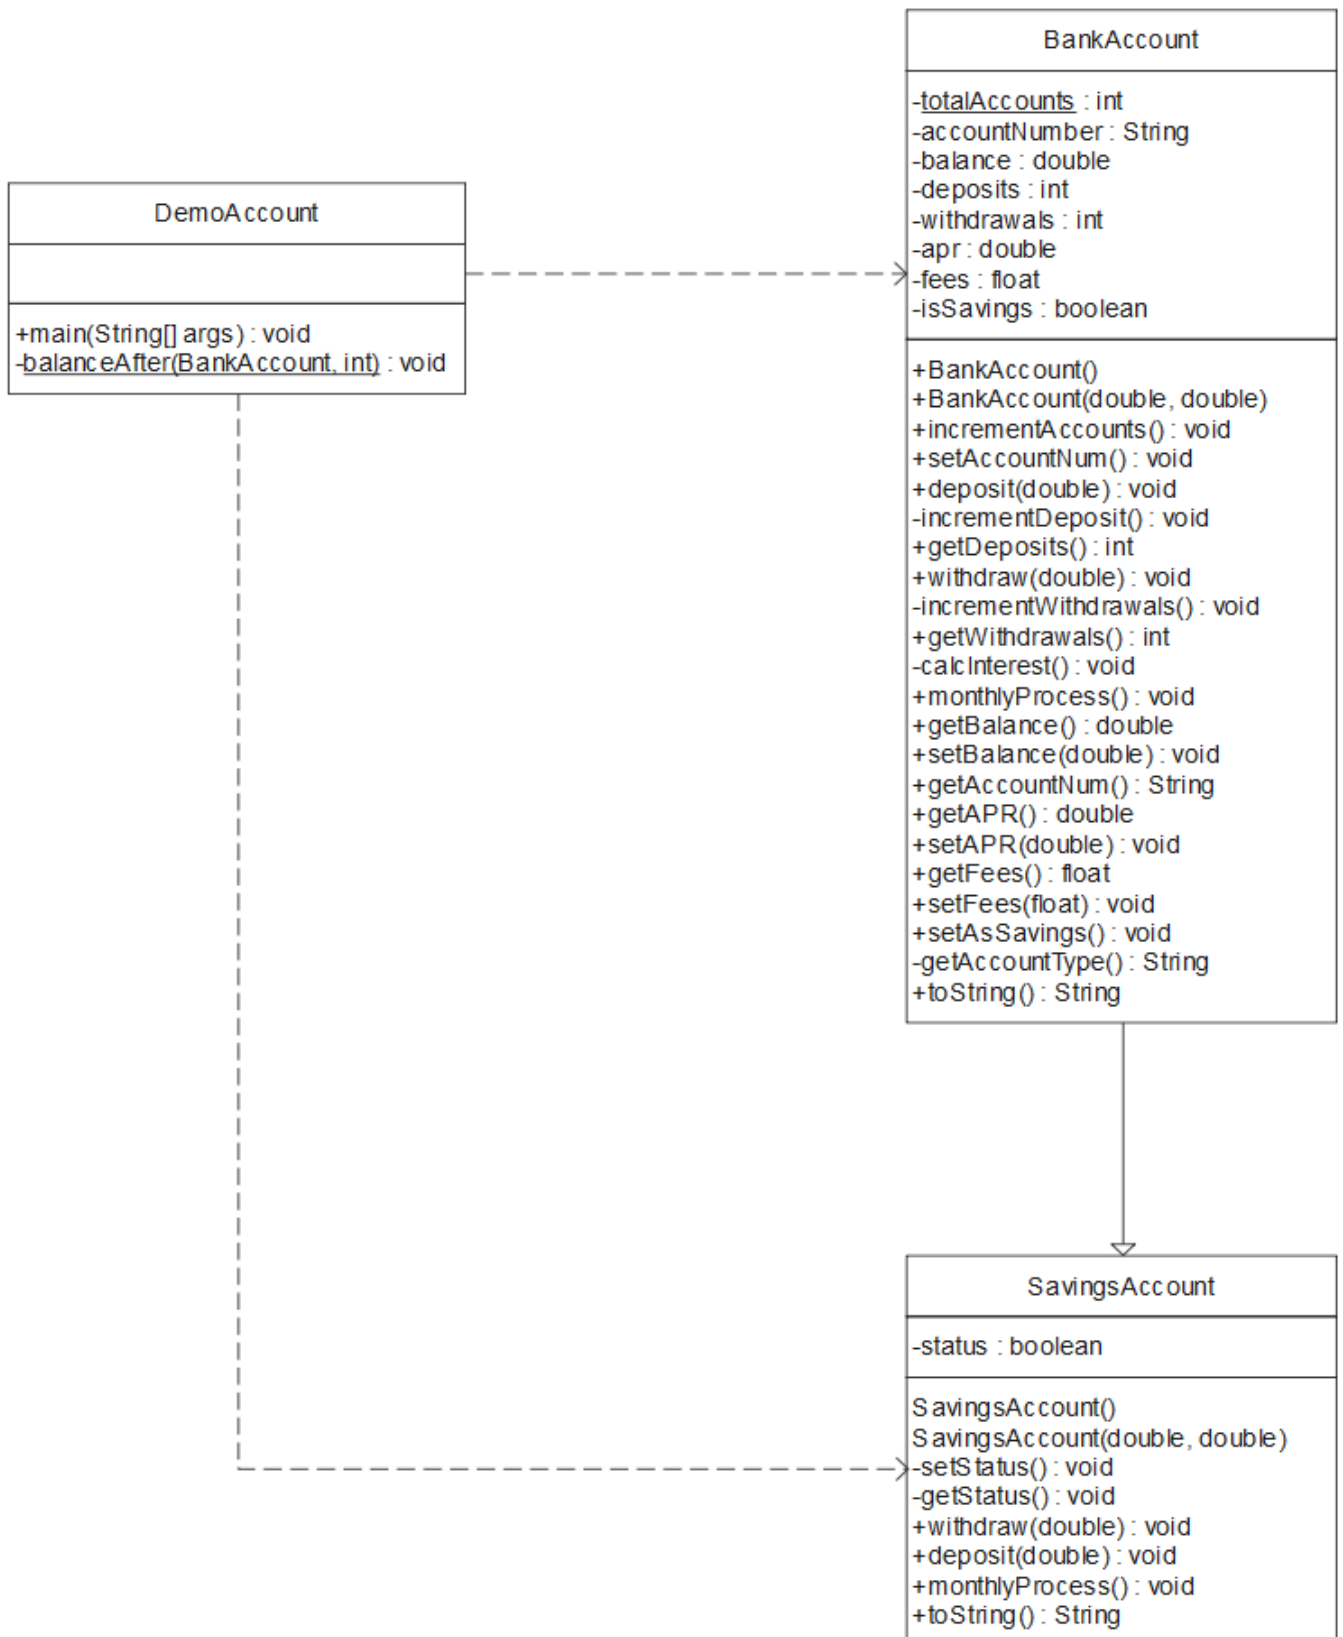 BankAccount
-totalAccounts : int
-accountNumber : String
-balance : double
-deposits : int
-withdrawals : int
-apr : double
-fees : float
-isSavings : boolean
+BankAccount()
+BankAccount(double, double)
+incrementAccounts() : void
+setAccountNum() : void
+deposit(double) : void
-incrementDeposit() : void
+getDeposits() : int
+withdraw(double) : void
-incrementWithdrawals() : void
+getWithdrawals() : int
-calcInterest() : void
+monthlyProcess() : void
+getBalance() : double
+setBalance(double) : void
+getAccountNum() : String
+getAPR() : double
+setAPR(double) : void
+getFees() : float
+setFees(float) : void
+setAsSavings() : void
-getAccountType() : String
+toString() : String
DemoAccount
+main(String[] args) : void
-balanceAfter(BankAccount, int) : void
SavingsAccount
-status : boolean
SavingsAccount()
SavingsAccount(double, double)
-setStatus() : void
-getStatus() : void
+withdraw(double) : void
+deposit(double) : void
+monthlyProcess() : void
+toString() : String